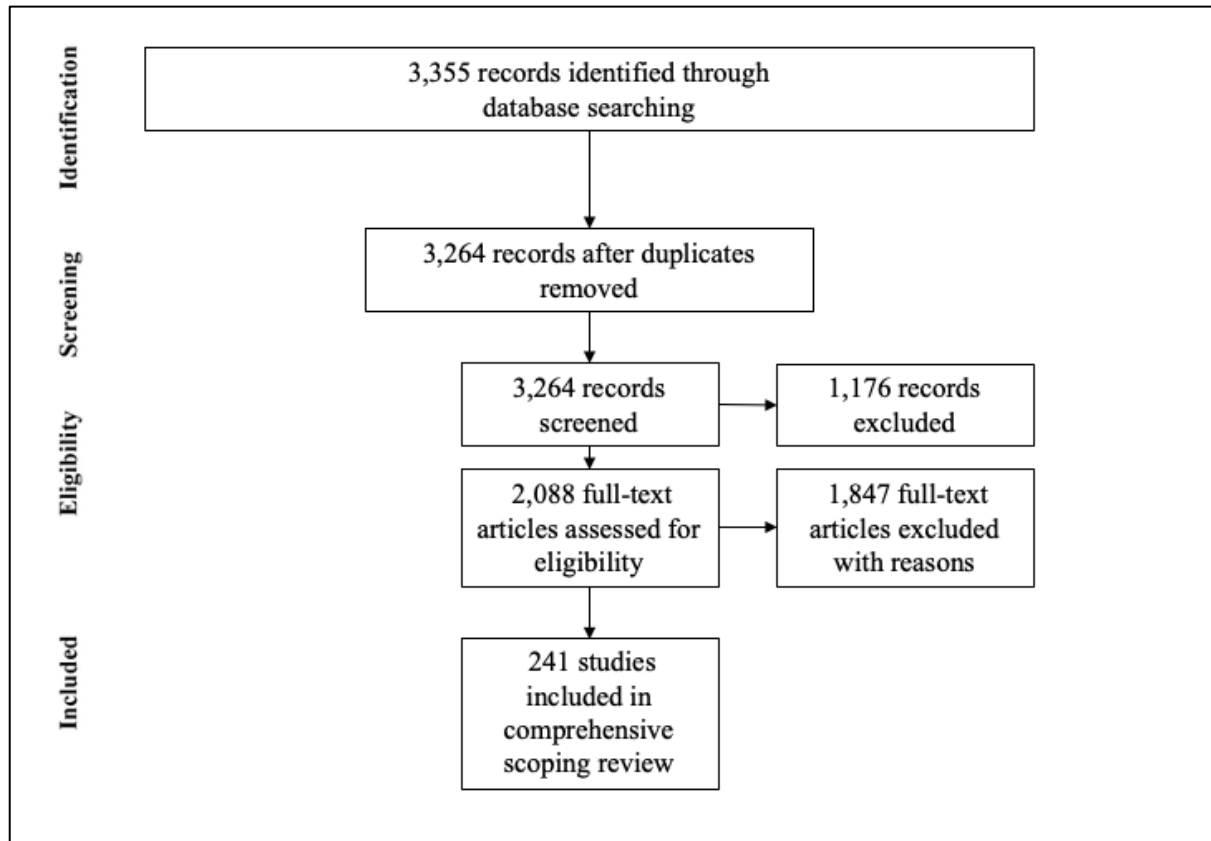 Identification
3,355 records identified through
database searching
Screening
3,264 records after duplicates
removed
Eligibility
3,264 records
screened
1,176 records
excluded
2,088 full-text
articles assessed for
eligibility
1,847 full-text
articles excluded
with reasons
Included
241 studies
included in
comprehensive
scoping review